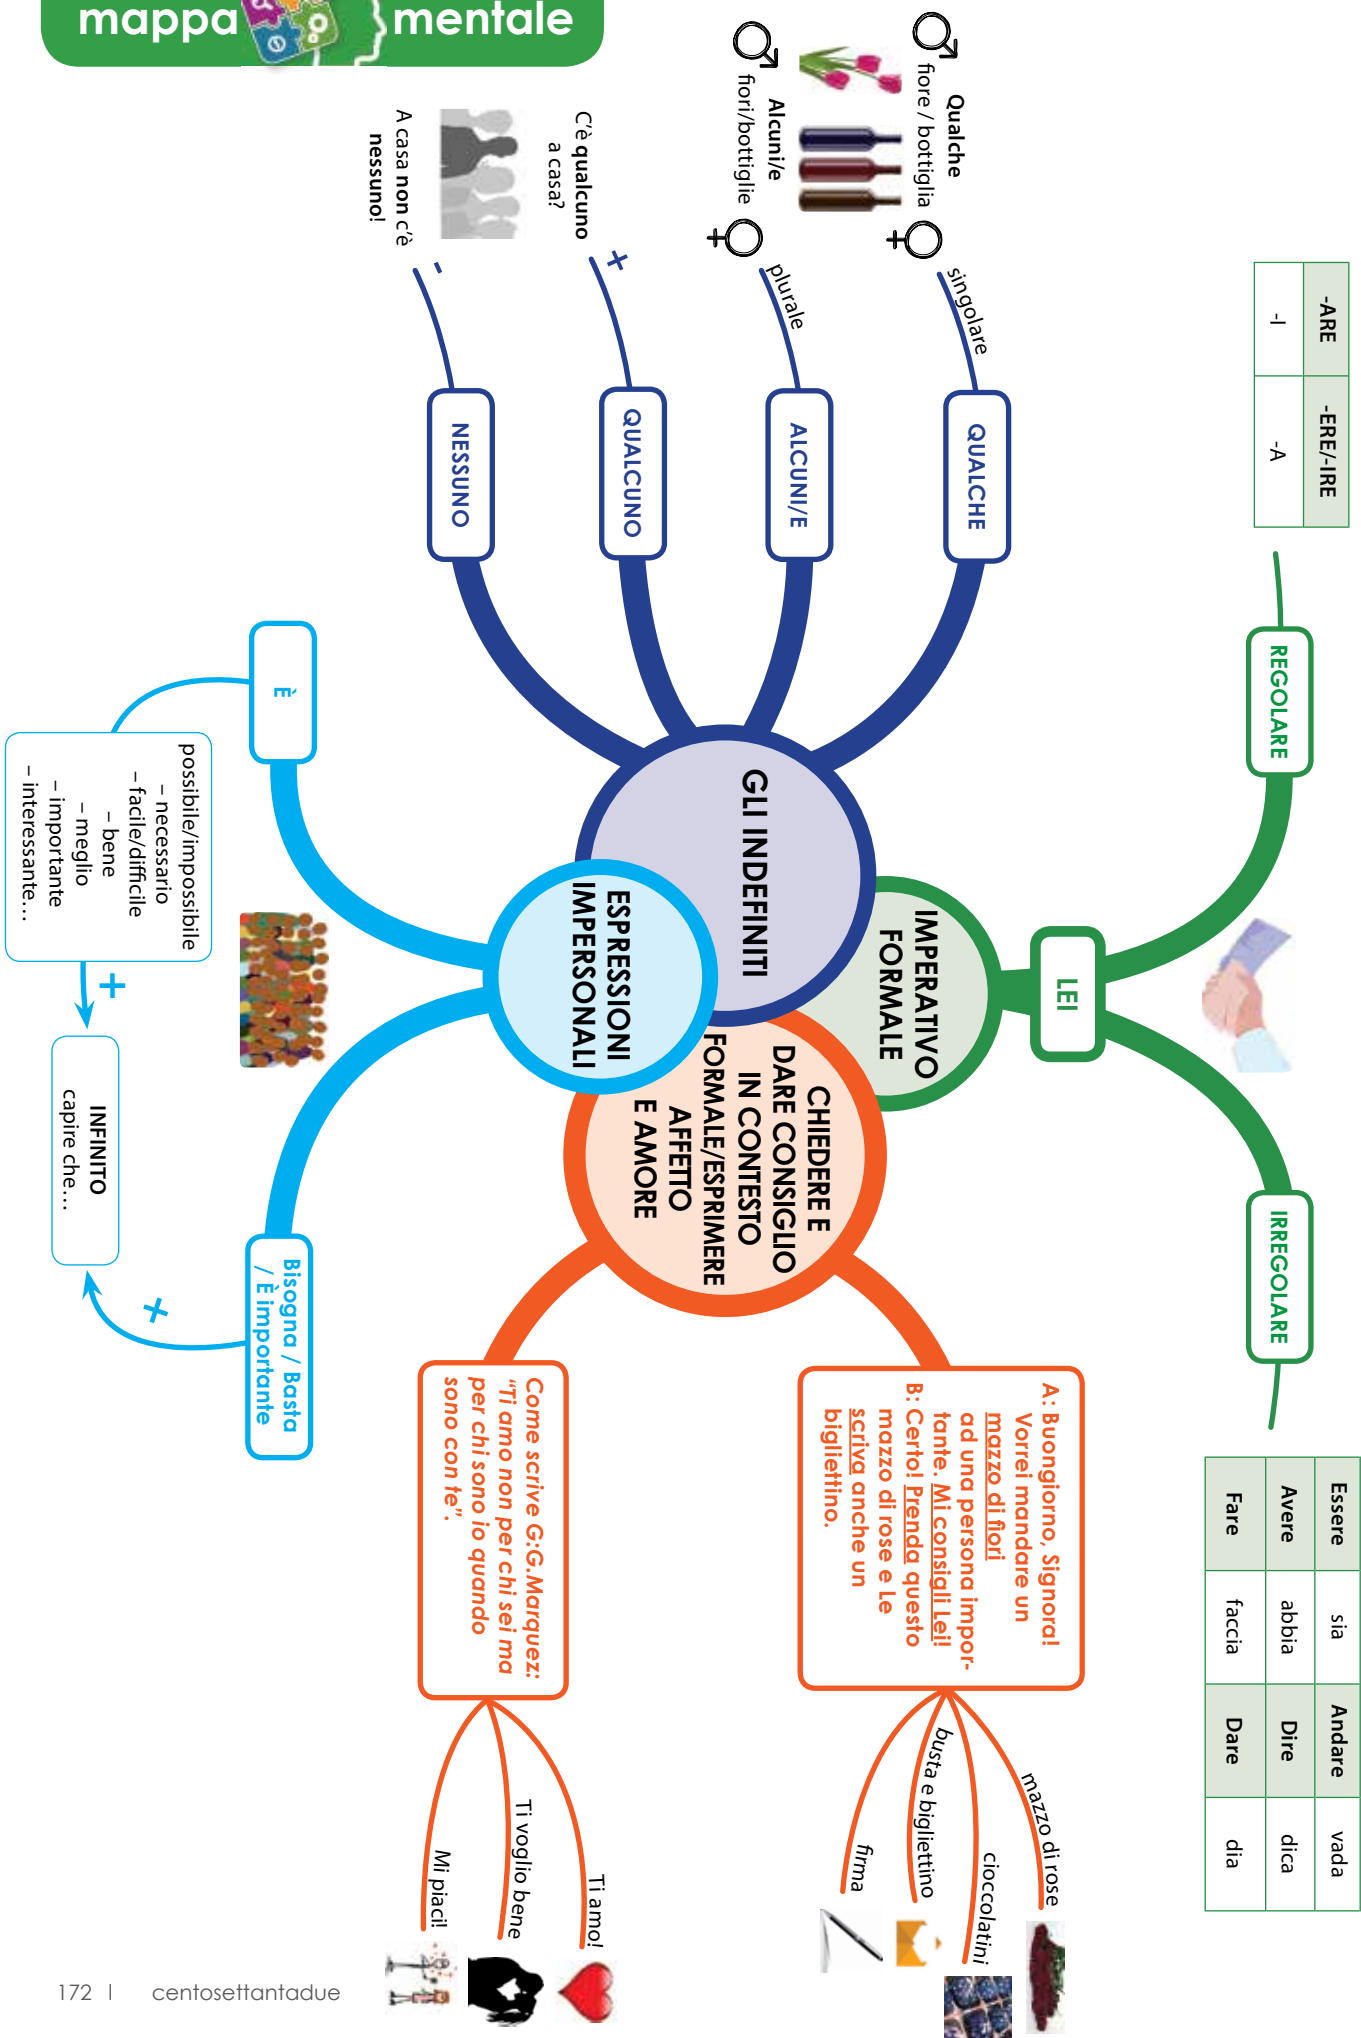 mappa mentale
-ARE -ERE/-IRE
-I -A
REGOLARE
LEI
IRREGOLARE
Essere sia Andare vada
Avere abbia Dire dica
Fare faccia Dare dia
IMPERATIVO
FORMALE
GLI INDEFINITI
QUALCHE
singolare
Qualche
fiore / bottiglia
ALCUNI/E
plurale
Alcuni/e
fiori/bottiglie
QUALCUNO
+
C'è qualcuno
a casa?
NESSUNO
-
A casa non c'è
nessuno!
CHIEDERE E
DARE CONSIGLIO
IN CONTESTO
FORMALE/ESPRIMERE
AFFETTO
E AMORE
A: Buongiorno, Signora!
Vorrei mandare un
mazzo di fiori
ad una persona impor-
tante. Mi consigli Lei!
B: Certo! Prenda questo
mazzo di rose e Le
scriva anche un
bigliettino.
mazzo di rose
cioccolatini
busta e bigliettino
firma
Come scrive G:G.Marquez:
“Ti amo non per chi sei ma
per chi sono io quando
sono con te”.
Ti amo!
Ti voglio bene
Mi piaci!
ESPRESSIONI
IMPERSONALI
È
possibile/impossibile
– necessario
– facile/difficile
– bene
– meglio
– importante
– interessante…
+
INFINITO
capire che…
+
Bisogna / Basta
/ È importante
172 | centosettantadue